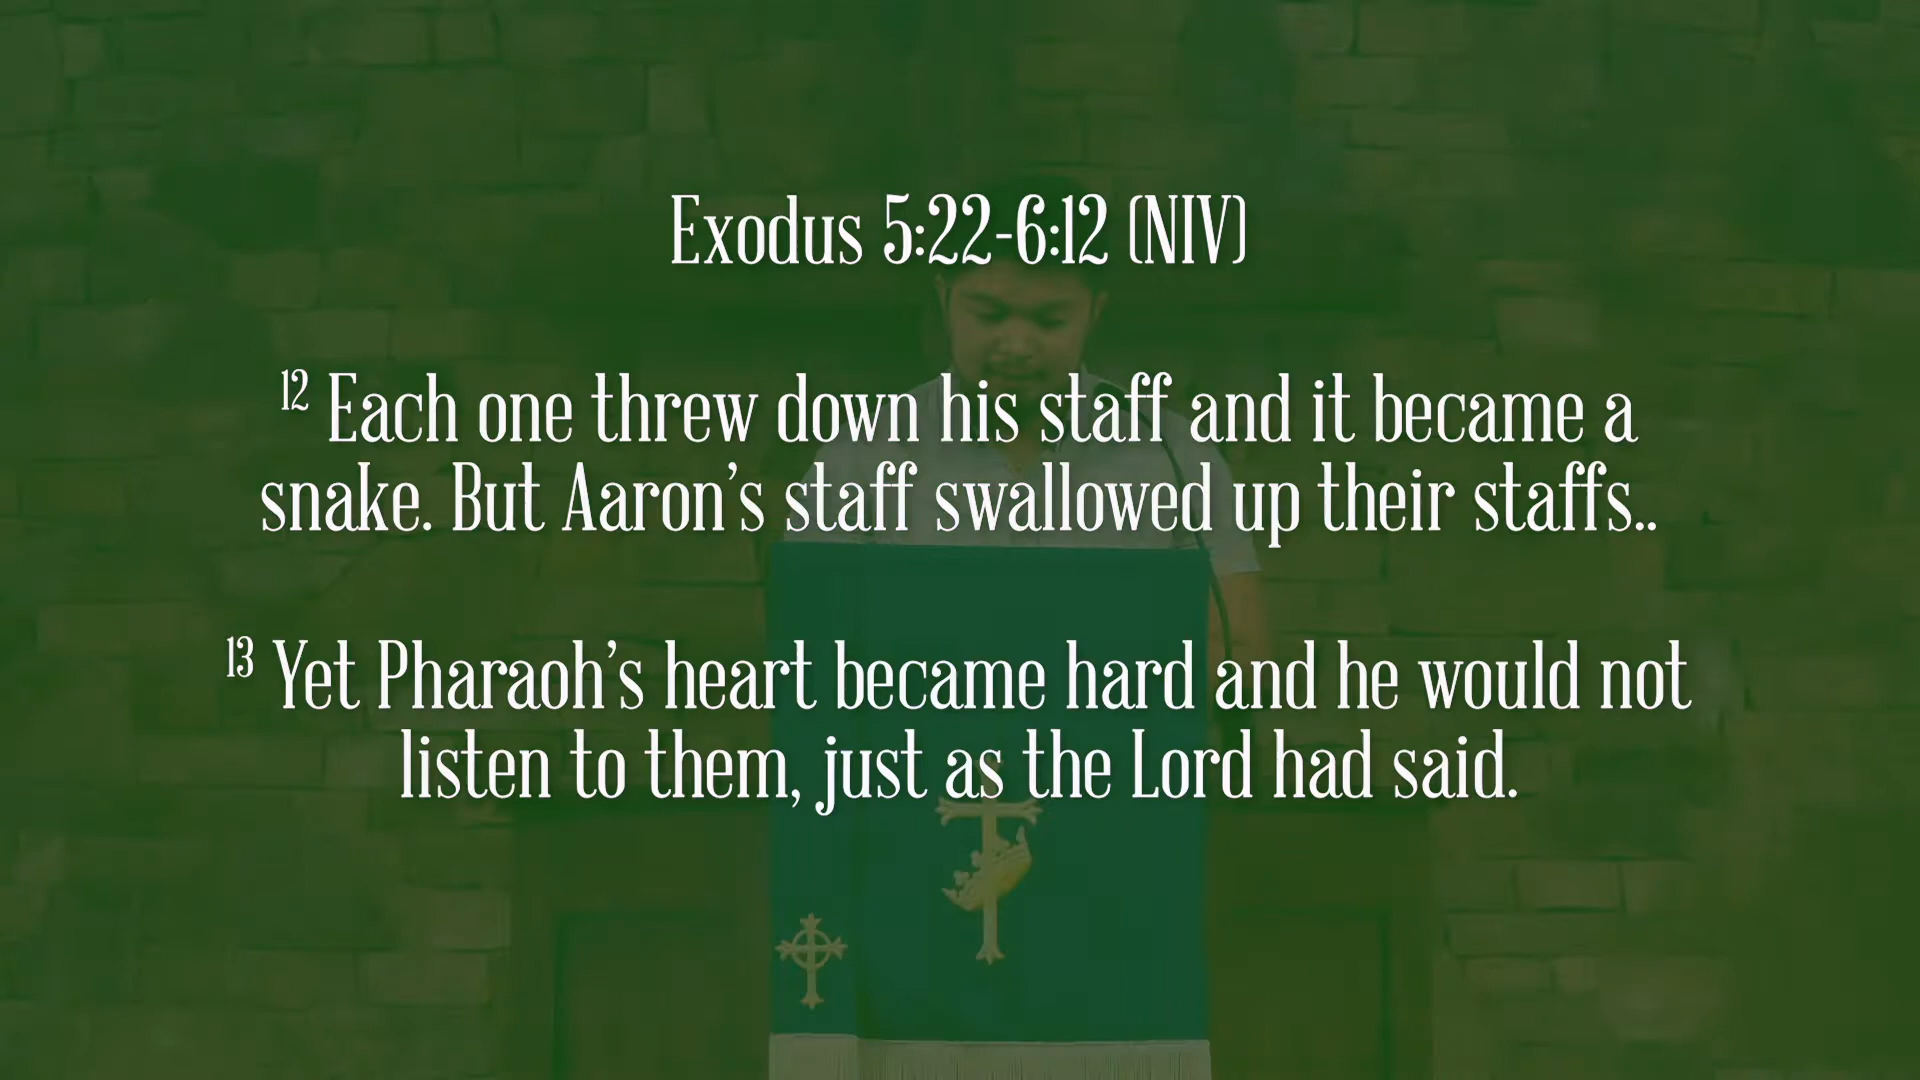 Exodus 5:22-6:12 (NIV)
12 Each one threw down his staff and it became a
snake. But Aaron's staff swallowed up their staffs..
13 Yet Pharaoh's heart became hard and he would not
listen to them, just as the Lord had said.